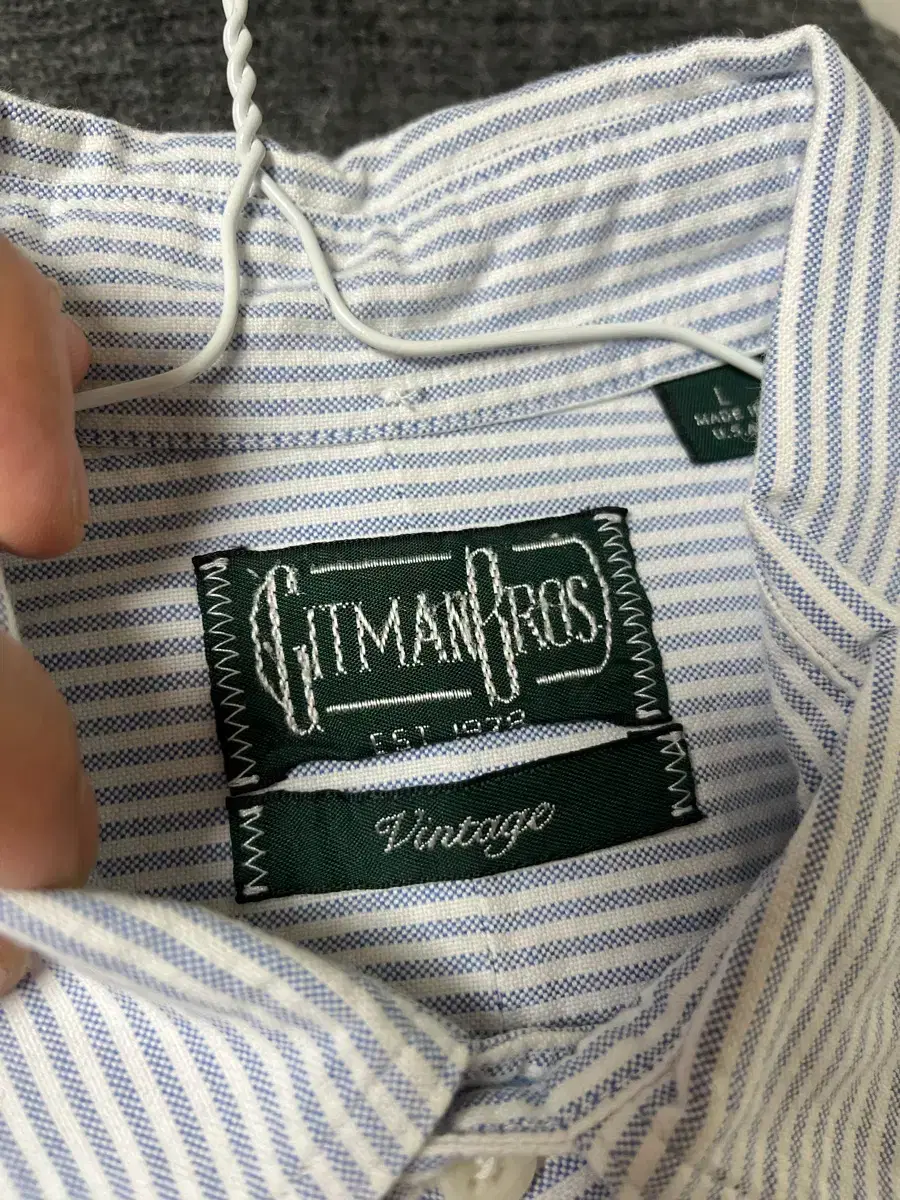 L
MADE IN
U.S.A
GITMAN BROS
EST 1978
Vintage